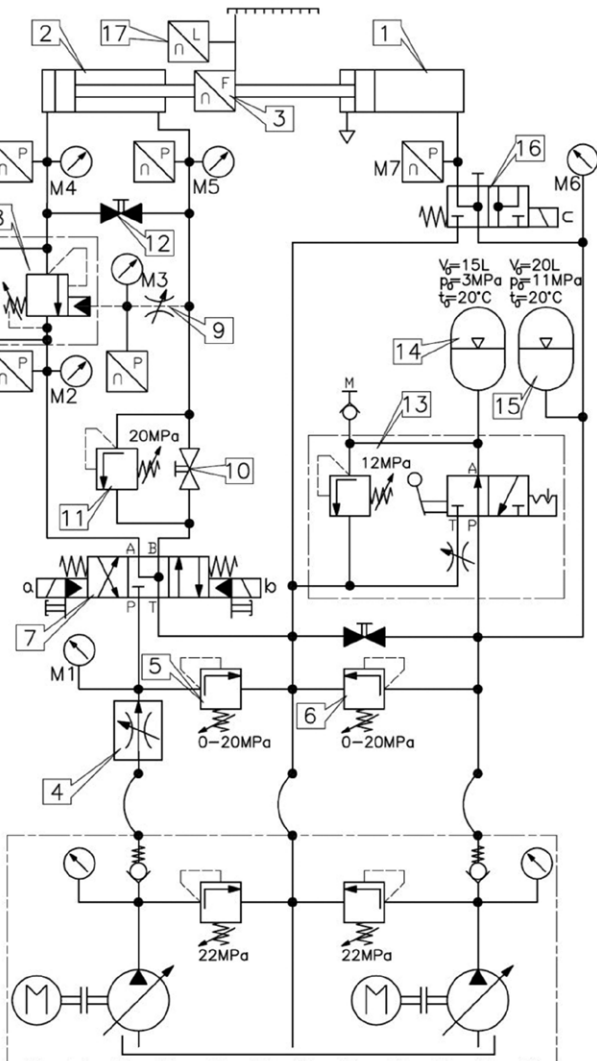 2
17
L
∩
F
∩
3
1
P
∩
M4
P
∩
M5
M7
P
∩
16
M6
c
12
8
M3
9
P
∩
V₀=15L
p₀=3MPa
t₀=20°C
V₀=20L
p₀=11MPa
t₀=20°C
14
15
P
∩
M2
M
13
20MPa
10
11
12MPa
A
T P
A B
a
b
P T
7
M1
5
6
0-20MPa
0-20MPa
4
22MPa
22MPa
M
M